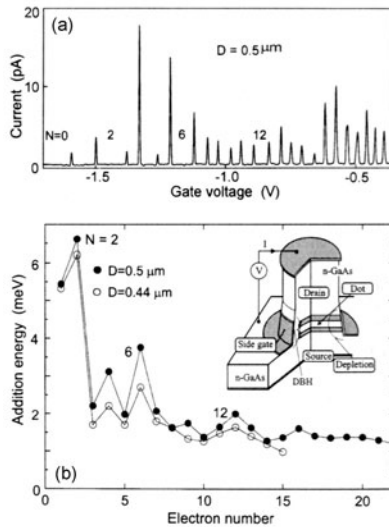 (a)
D = 0.5 μm
Current (pA)
20
10
0
N=0 2 6 12
-1.5 -1.0 -0.5
Gate voltage (V)
(b)
Addition energy (meV)
6
4
2
0
N = 2
D=0.5 μm
D=0.44 μm
6
12
I
V
n-GaAs
Drain
Dot
Side gate
Source
Depletion
n-GaAs
DBH
0 5 10 15 20
Electron number